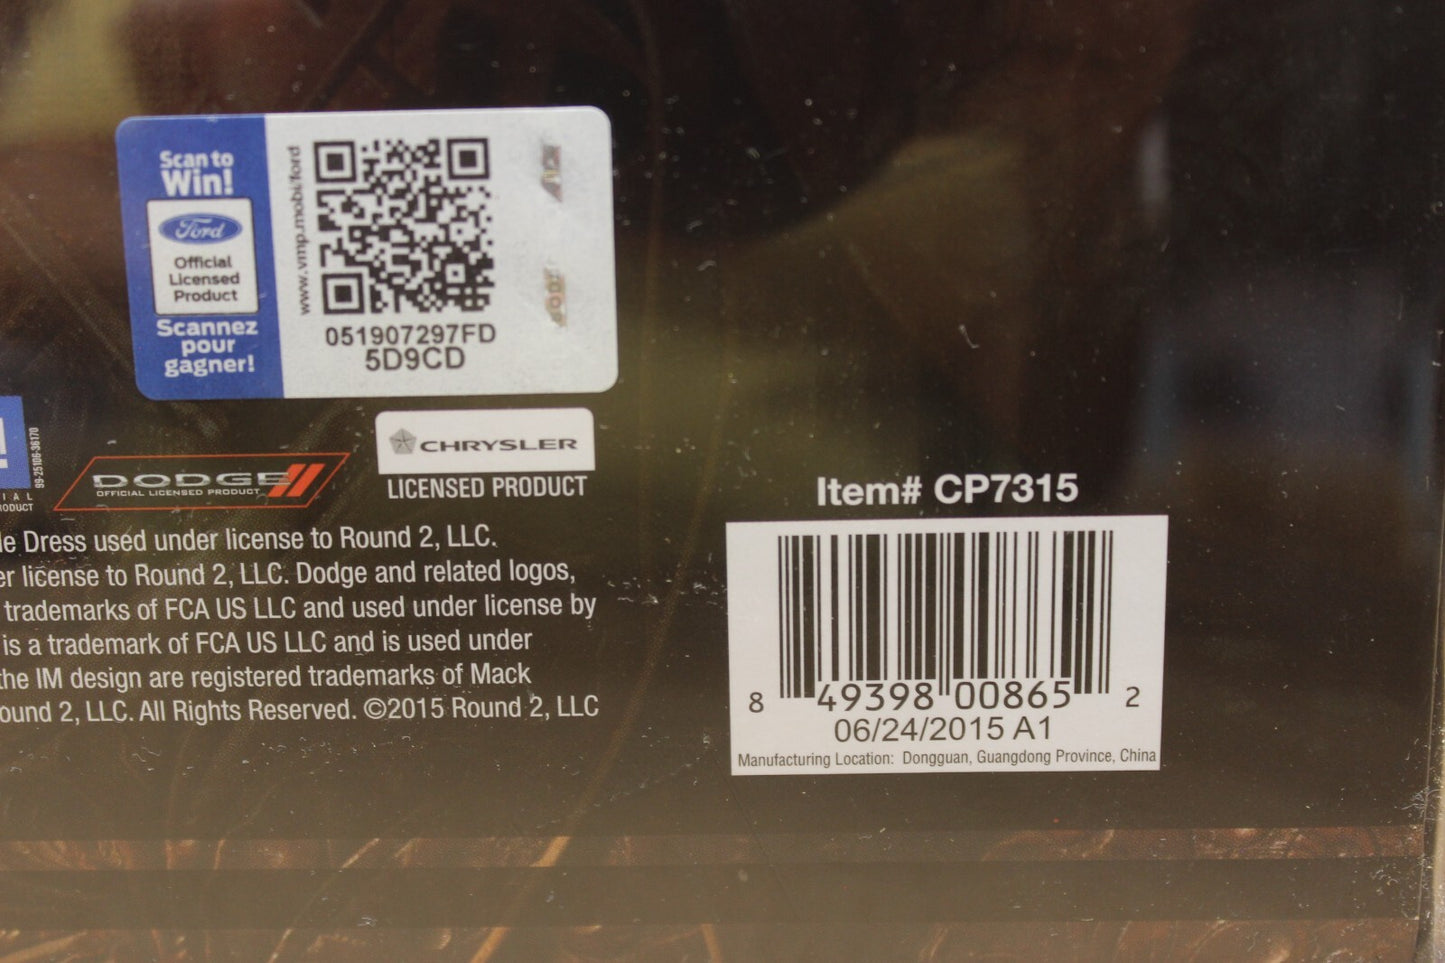 Scan to
Win!
Ford
Official
Licensed
Product
Scannez
pour
gagner!
www.vmp.mobi/ford
051907297FD
5D9CD
99-25106-36170
DODGE
OFFICIAL LICENSED PRODUCT
CHRYSLER
LICENSED PRODUCT
Dress used under license to Round 2, LLC.
license to Round 2, LLC. Dodge and related logos,
trademarks of FCA US LLC and used under license by
is a trademark of FCA US LLC and is used under
the IM design are registered trademarks of Mack
2, LLC. All Rights Reserved. ©2015 Round 2, LLC
Item# CP7315
8 49398 00865 2
06/24/2015 A1
Manufacturing Location: Dongguan, Guangdong Province, China